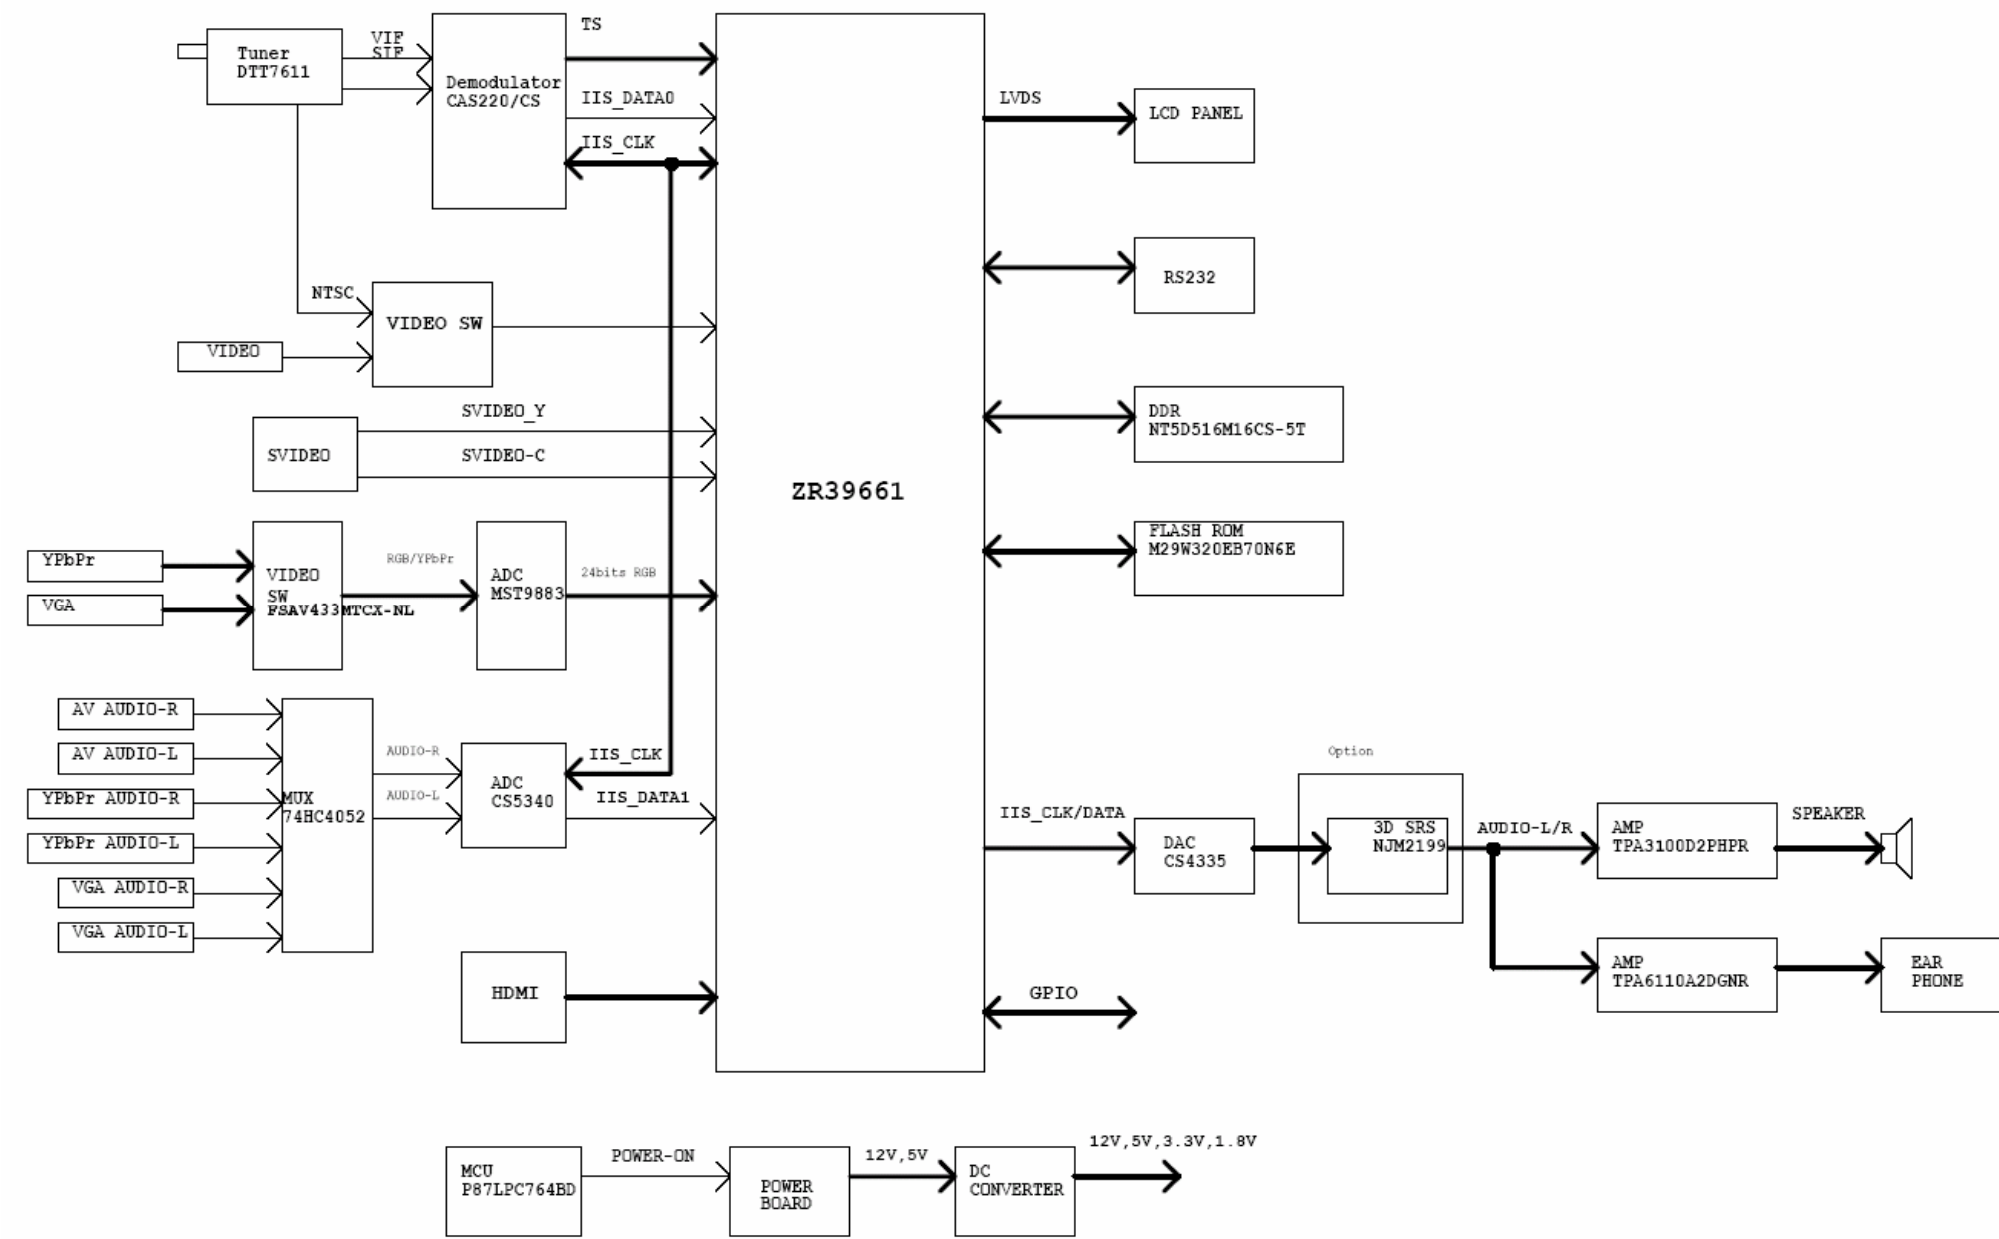 TS
VIF
SIF
Tuner
DTT7611
Demodulator
CAS220/CS
IIS_DATA0
IIS_CLK
LVDS
LCD PANEL
RS232
NTSC
VIDEO SW
VIDEO
SVIDEO_Y
SVIDEO
SVIDEO-C
DDR
NT5D516M16CS-5T
ZR39661
FLASH ROM
M29W320EB70N6E
YPbPr
VGA
VIDEO
SW
FSAV433MTCX-NL
RGB/YPbPr
ADC
MST9883
24bits RGB
AV AUDIO-R
AV AUDIO-L
YPbPr AUDIO-R
YPbPr AUDIO-L
VGA AUDIO-R
VGA AUDIO-L
MUX
74HC4052
AUDIO-R
AUDIO-L
ADC
CS5340
IIS_CLK
IIS_DATA1
Option
IIS_CLK/DATA
DAC
CS4335
3D SRS
NJM2199
AUDIO-L/R
AMP
TPA3100D2PHPR
SPEAKER
HDMI
GPIO
AMP
TPA6110A2DGNR
EAR
PHONE
MCU
P87LPC764BD
POWER-ON
POWER
BOARD
12V,5V
DC
CONVERTER
12V,5V,3.3V,1.8V